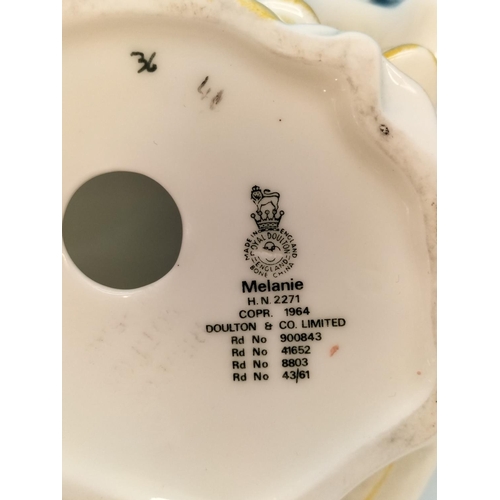 36
MADE IN ENGLAND
ROYAL DOULTON
ENGLAND
BONE CHINA
Melanie
H.N. 2271
COPR. 1964
DOULTON & CO. LIMITED
Rd No 900843
Rd No 41652
Rd No 8803
Rd No 43/61